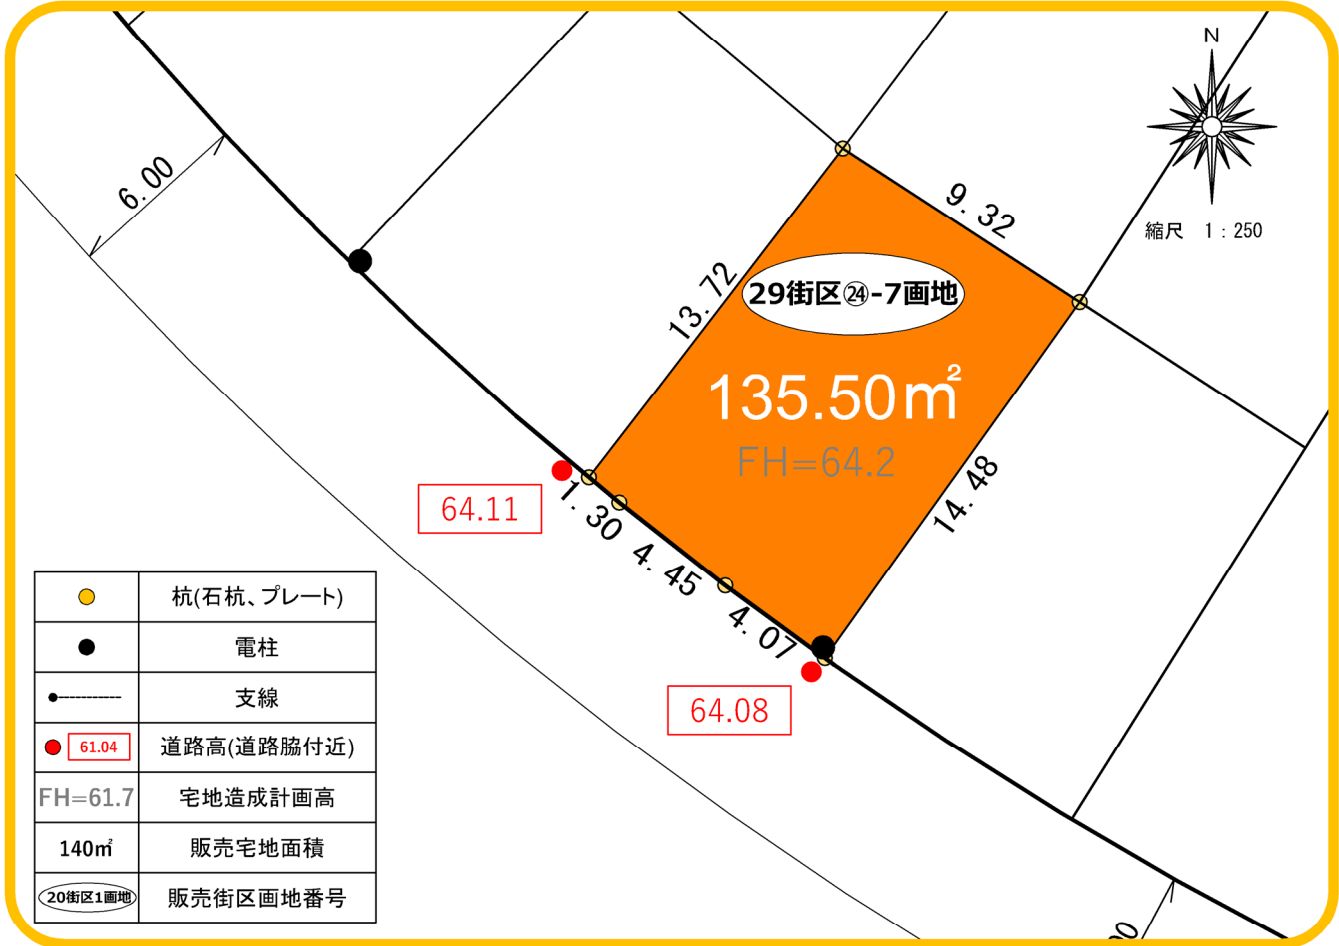 N
縮尺 1:250
6.00
9.32
13.72
29街区㉔-7画地
135.50㎡
FH=64.2
14.48
64.11
1.30
4.45
4.07
64.08
杭(石杭、プレート)
電柱
支線
61.04 道路高(道路脇付近)
FH=61.7 宅地造成計画高
140㎡ 販売宅地面積
20街区1画地 販売街区画地番号